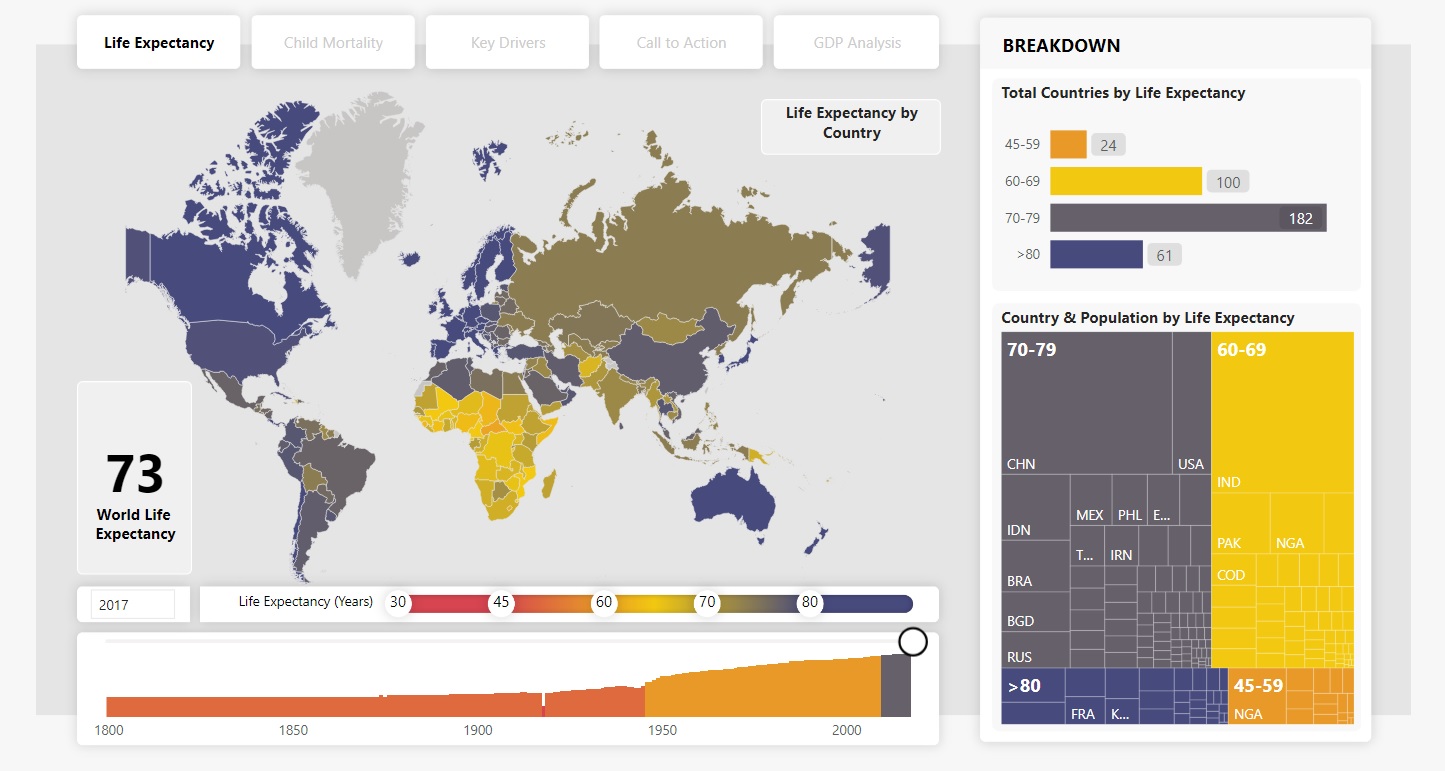 Life Expectancy
Child Mortality
Key Drivers
Call to Action
GDP Analysis
Life Expectancy by
Country
73
World Life
Expectancy
2017
Life Expectancy (Years)
30
45
60
70
80
1800
1850
1900
1950
2000
BREAKDOWN
Total Countries by Life Expectancy
45-59
24
60-69
100
70-79
182
>80
61
Country & Population by Life Expectancy
70-79
CHN
USA
IDN
MEX
PHL
E...
T...
IRN
BRA
BGD
RUS
60-69
IND
PAK
NGA
COD
>80
FRA
K...
45-59
NGA